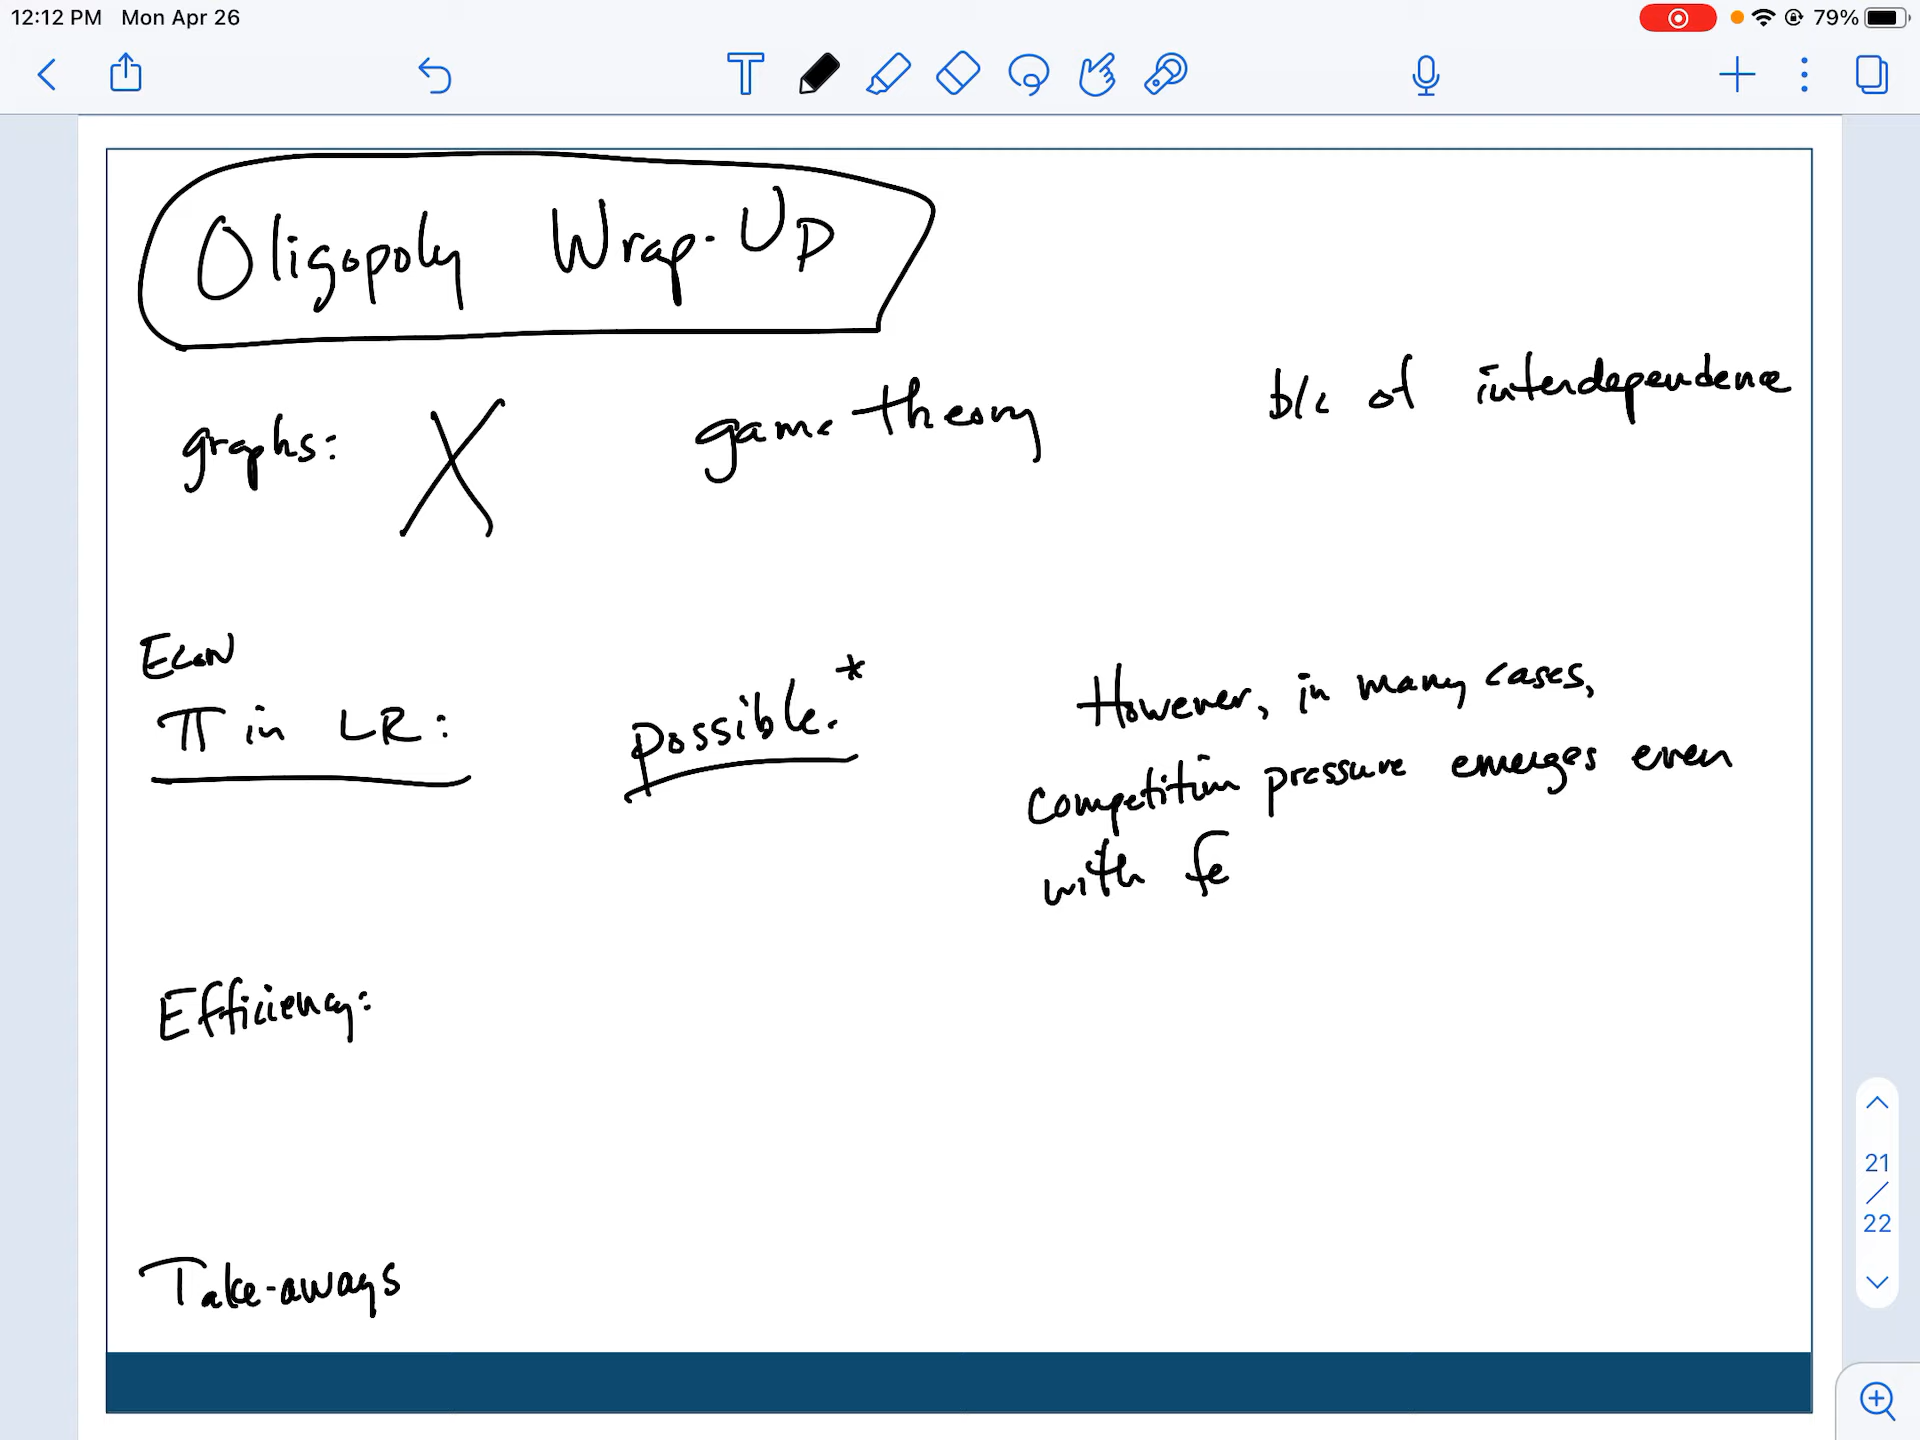 12:12 PM Mon Apr 26
79%
Oligopoly Wrap-Up
graphs: X game theory b/c of interdependence
Econ
π in LR: possible.*
However, in many cases,
competition pressure emerges even
with fe
Efficiency:
Take-aways
21
/
22